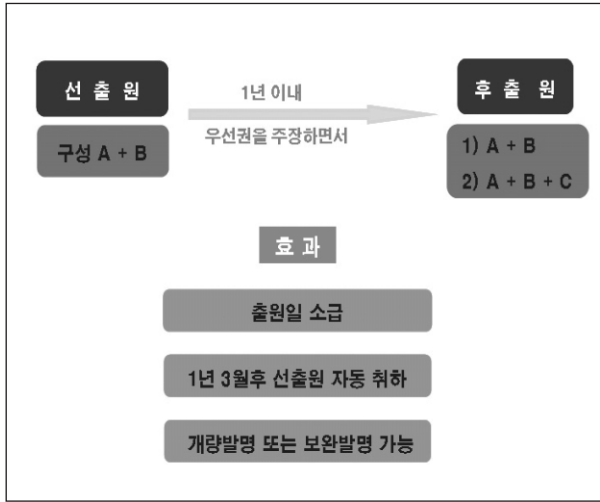 선 출 원
1년 이내
후 출 원
구성 A + B
우선권을 주장하면서
1) A + B
2) A + B + C
효 과
출원일 소급
1년 3월후 선출원 자동 취하
개량발명 또는 보완발명 가능